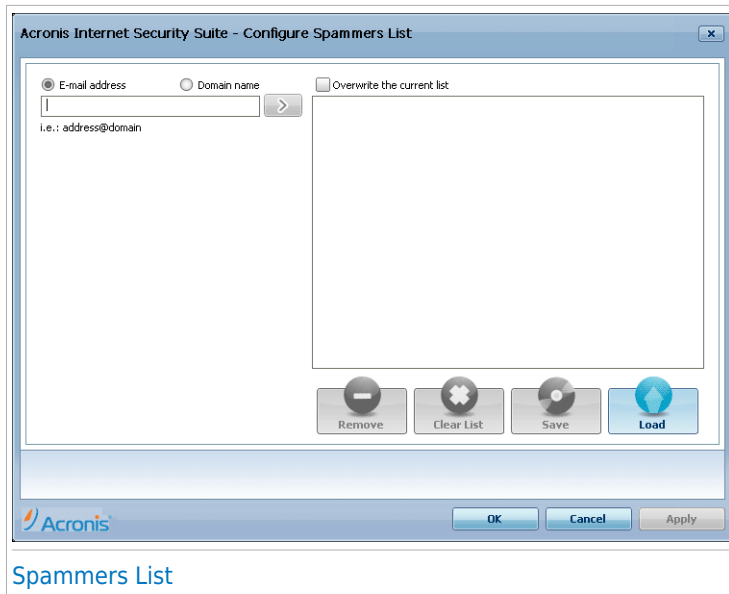 Acronis Internet Security Suite - Configure Spammers List
E-mail address
Domain name
i.e.: address@domain
Overwrite the current list
Remove
Clear List
Save
Load
Acronis
OK
Cancel
Apply
Spammers List